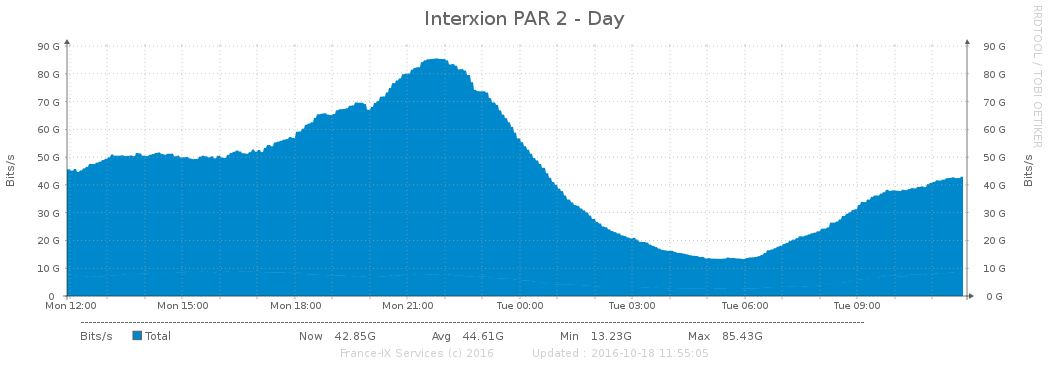 Interxion PAR 2 - Day
RRDTOOL / TOBI OETIKER
Bits/s
Bits/s
90 G 90 G
80 G 80 G
70 G 70 G
60 G 60 G
50 G 50 G
40 G 40 G
30 G 30 G
20 G 20 G
10 G 10 G
0 0 G
Mon 12:00 Mon 15:00 Mon 18:00 Mon 21:00 Tue 00:00 Tue 03:00 Tue 06:00 Tue 09:00
Bits/s Total Now 42.85G Avg 44.61G Min 13.23G Max 85.43G
France-IX Services (c) 2016 Updated : 2016-10-18 11:55:05